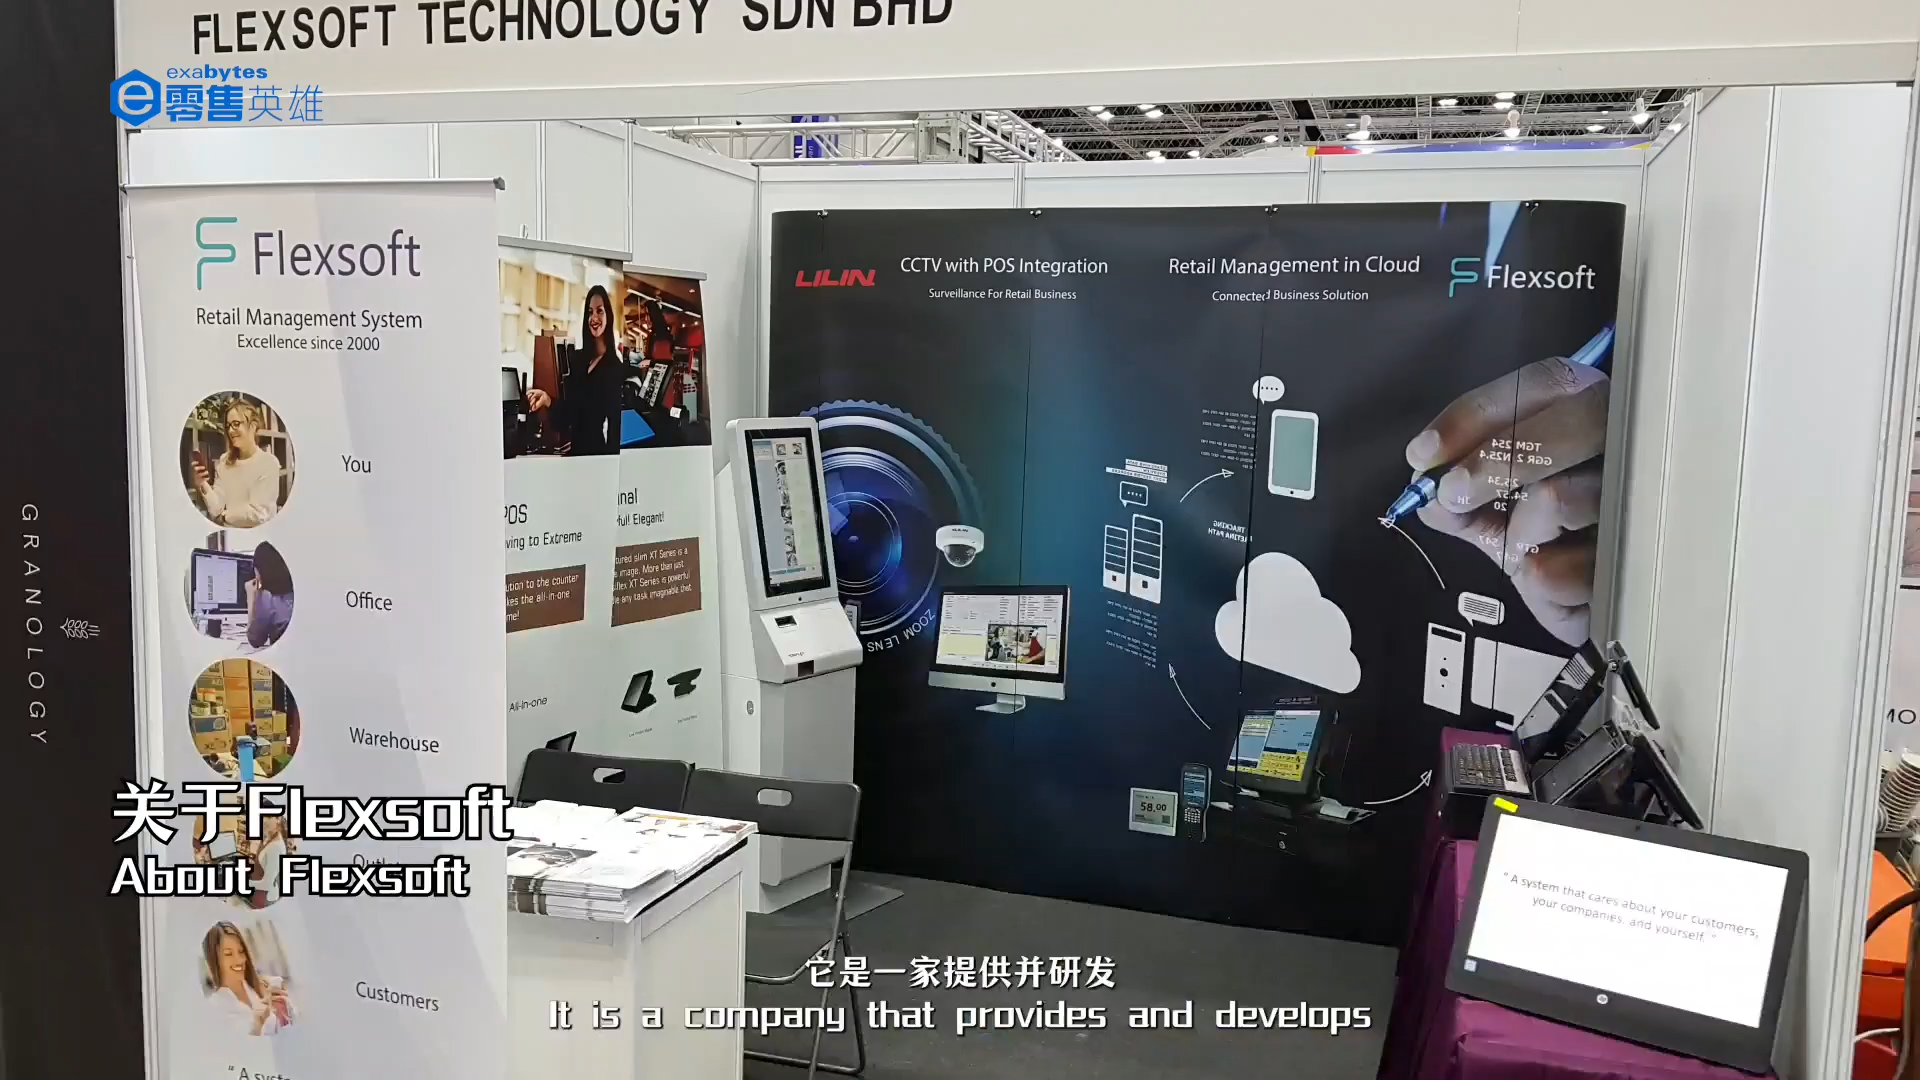 FLEXSOFT TECHNOLOGY SDN BHD
exabytes
e零售英雄
Flexsoft
Retail Management System
Excellence since 2000
You
Office
Warehouse
Customers
GRANOLOGY
POS
All-in-one
LILIN
CCTV with POS Integration
Surveillance For Retail Business
Retail Management in Cloud
Connected Business Solution
Flexsoft
ZOOM LENS
58.00
"A system that cares about your customers,
your companies, and yourself."
关于Flexsoft
About Flexsoft
它是一家提供并研发
It is a company that provides and develops